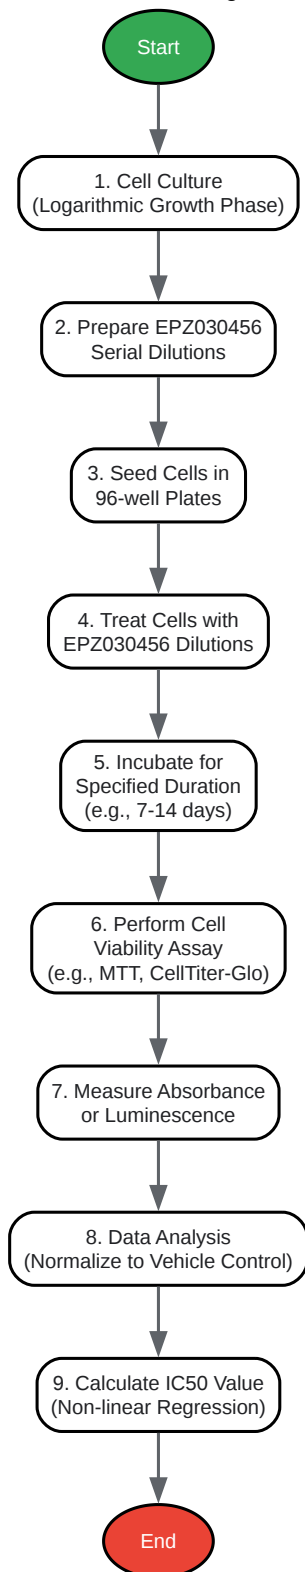 Start
1. Cell Culture
(Logarithmic Growth Phase)
2. Prepare EPZ030456
Serial Dilutions
3. Seed Cells in
96-well Plates
4. Treat Cells with
EPZ030456 Dilutions
5. Incubate for
Specified Duration
(e.g., 7-14 days)
6. Perform Cell
Viability Assay
(e.g., MTT, CellTiter-Glo)
7. Measure Absorbance
or Luminescence
8. Data Analysis
(Normalize to Vehicle Control)
9. Calculate IC50 Value
(Non-linear Regression)
End